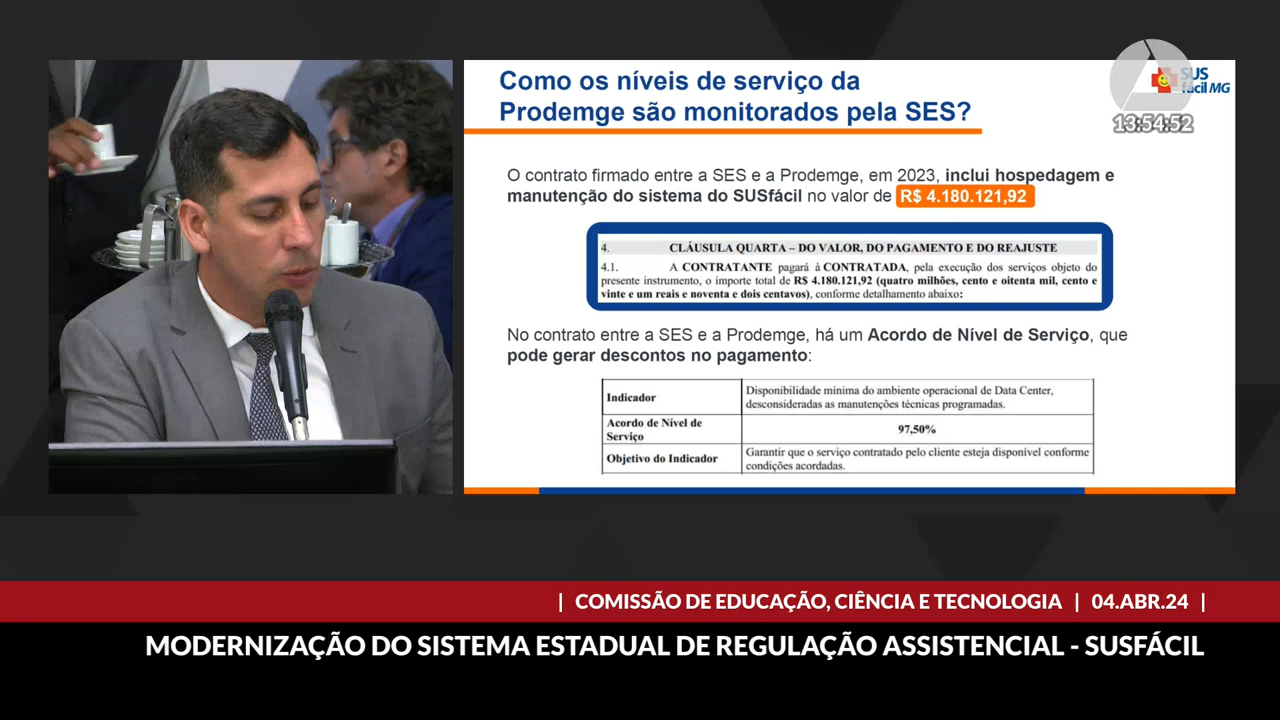 Como os níveis de serviço da
Prodemge são monitorados pela SES?
SUS
fácil MG
13:54:52
O contrato firmado entre a SES e a Prodemge, em 2023, inclui hospedagem e
manutenção do sistema do SUSfácil no valor de R$ 4.180.121,92
4. CLÁUSULA QUARTA – DO VALOR, DO PAGAMENTO E DO REAJUSTE
4.1. A CONTRATANTE pagará à CONTRATADA, pela execução dos serviços objeto do
presente instrumento, o importe total de R$ 4.180.121,92 (quatro milhões, cento e oitenta mil, cento e
vinte e um reais e noventa e dois centavos), conforme detalhamento abaixo:
No contrato entre a SES e a Prodemge, há um Acordo de Nível de Serviço, que
pode gerar descontos no pagamento:
Indicador
Disponibilidade mínima do ambiente operacional de Data Center,
desconsideradas as manutenções técnicas programadas.
Acordo de Nível de
Serviço
97,50%
Objetivo do Indicador
Garantir que o serviço contratado pelo cliente esteja disponível conforme
condições acordadas.
| COMISSÃO DE EDUCAÇÃO, CIÊNCIA E TECNOLOGIA | 04.ABR.24 |
MODERNIZAÇÃO DO SISTEMA ESTADUAL DE REGULAÇÃO ASSISTENCIAL - SUSFÁCIL